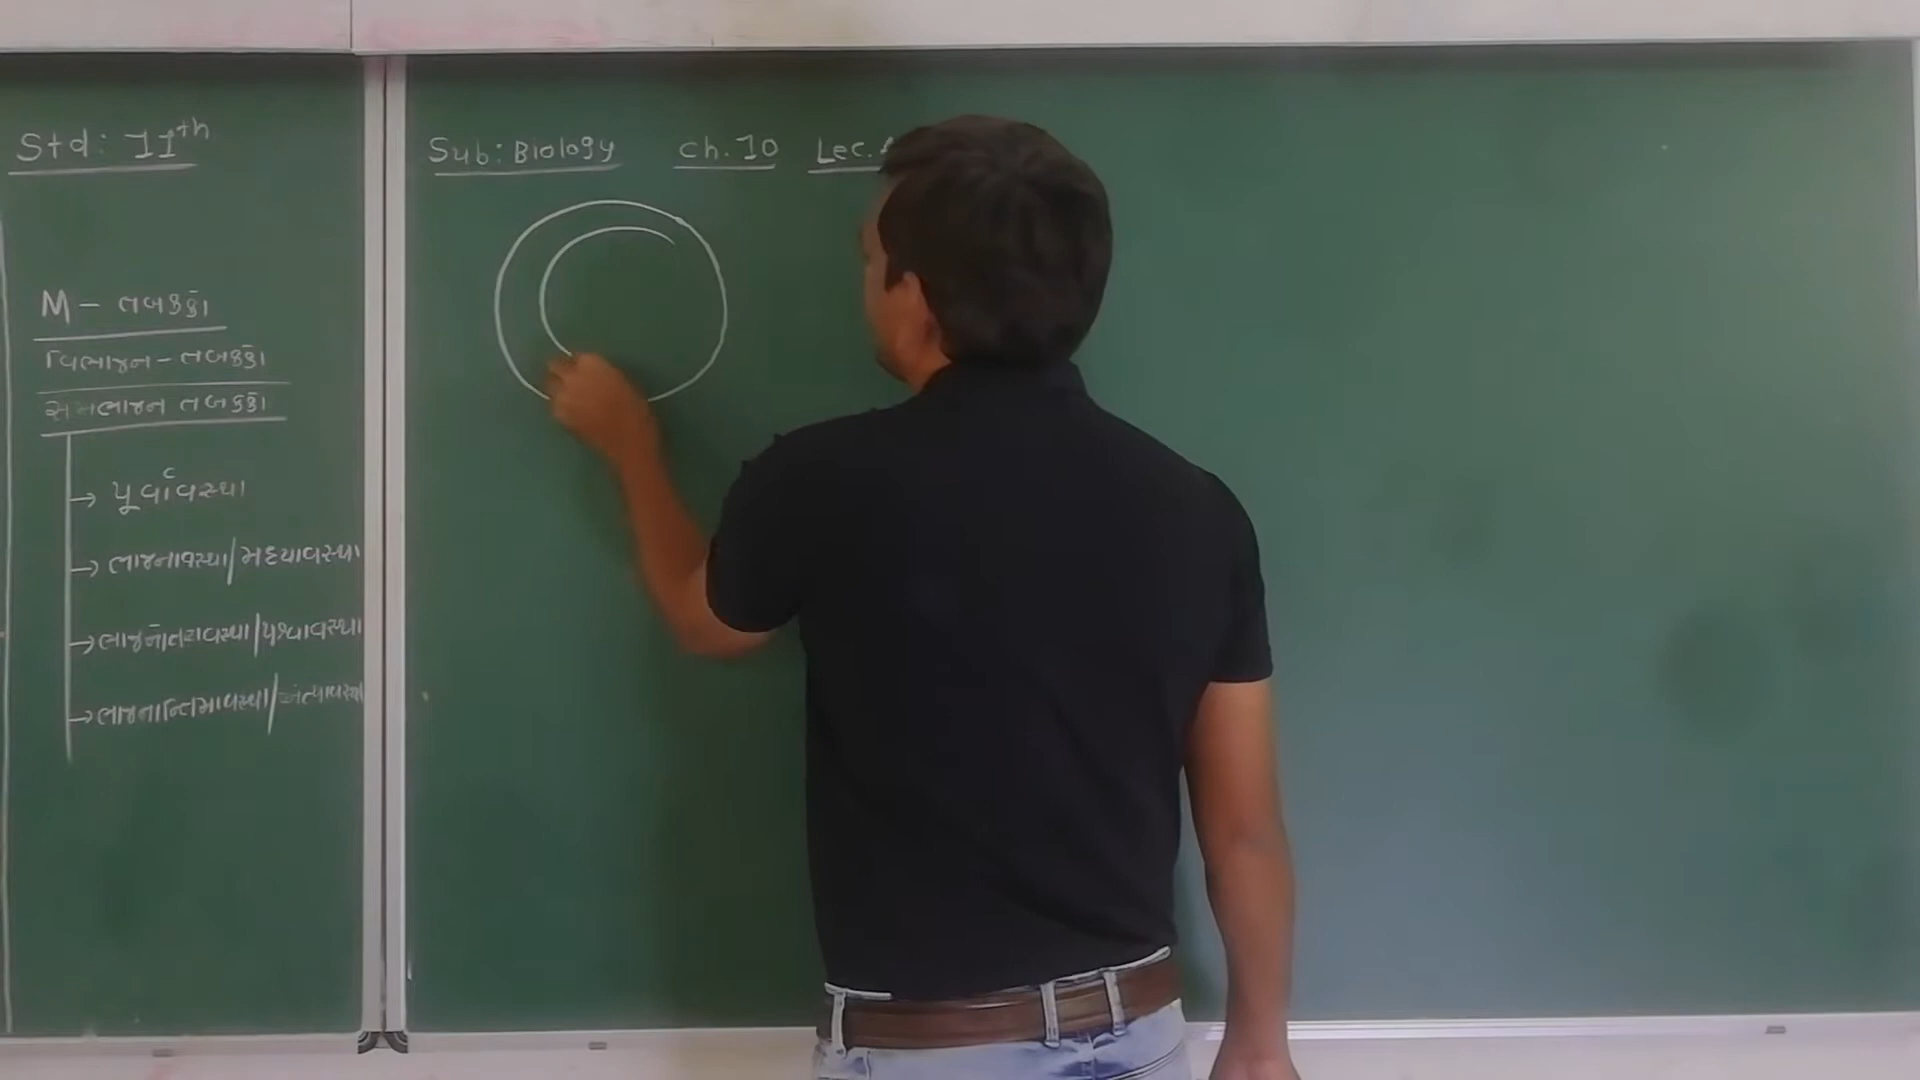 Std: 11th
Sub: Biology Ch. 10 Lec.
M - તબક્કો
વિભાજન - તબક્કો
સમભાજન તબક્કો
→ પૂર્વાવસ્થા
→ ભાજનાવસ્થા/મધ્યાવસ્થા
→ ભાજનોત્તરાવસ્થા/પશ્વાવસ્થા
→ ભાજનાન્તિમાવસ્થા/અંત્યાવસ્થા